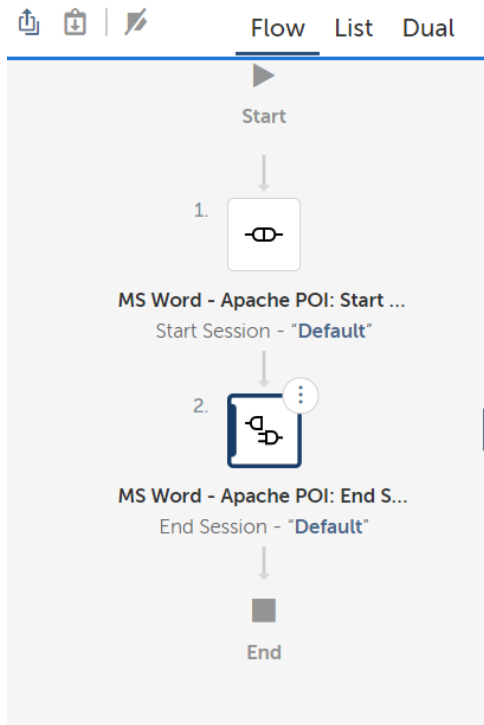 Flow List Dual
Start
1.
MS Word - Apache POI: Start ...
Start Session - “Default”
2.
MS Word - Apache POI: End S...
End Session - “Default”
End